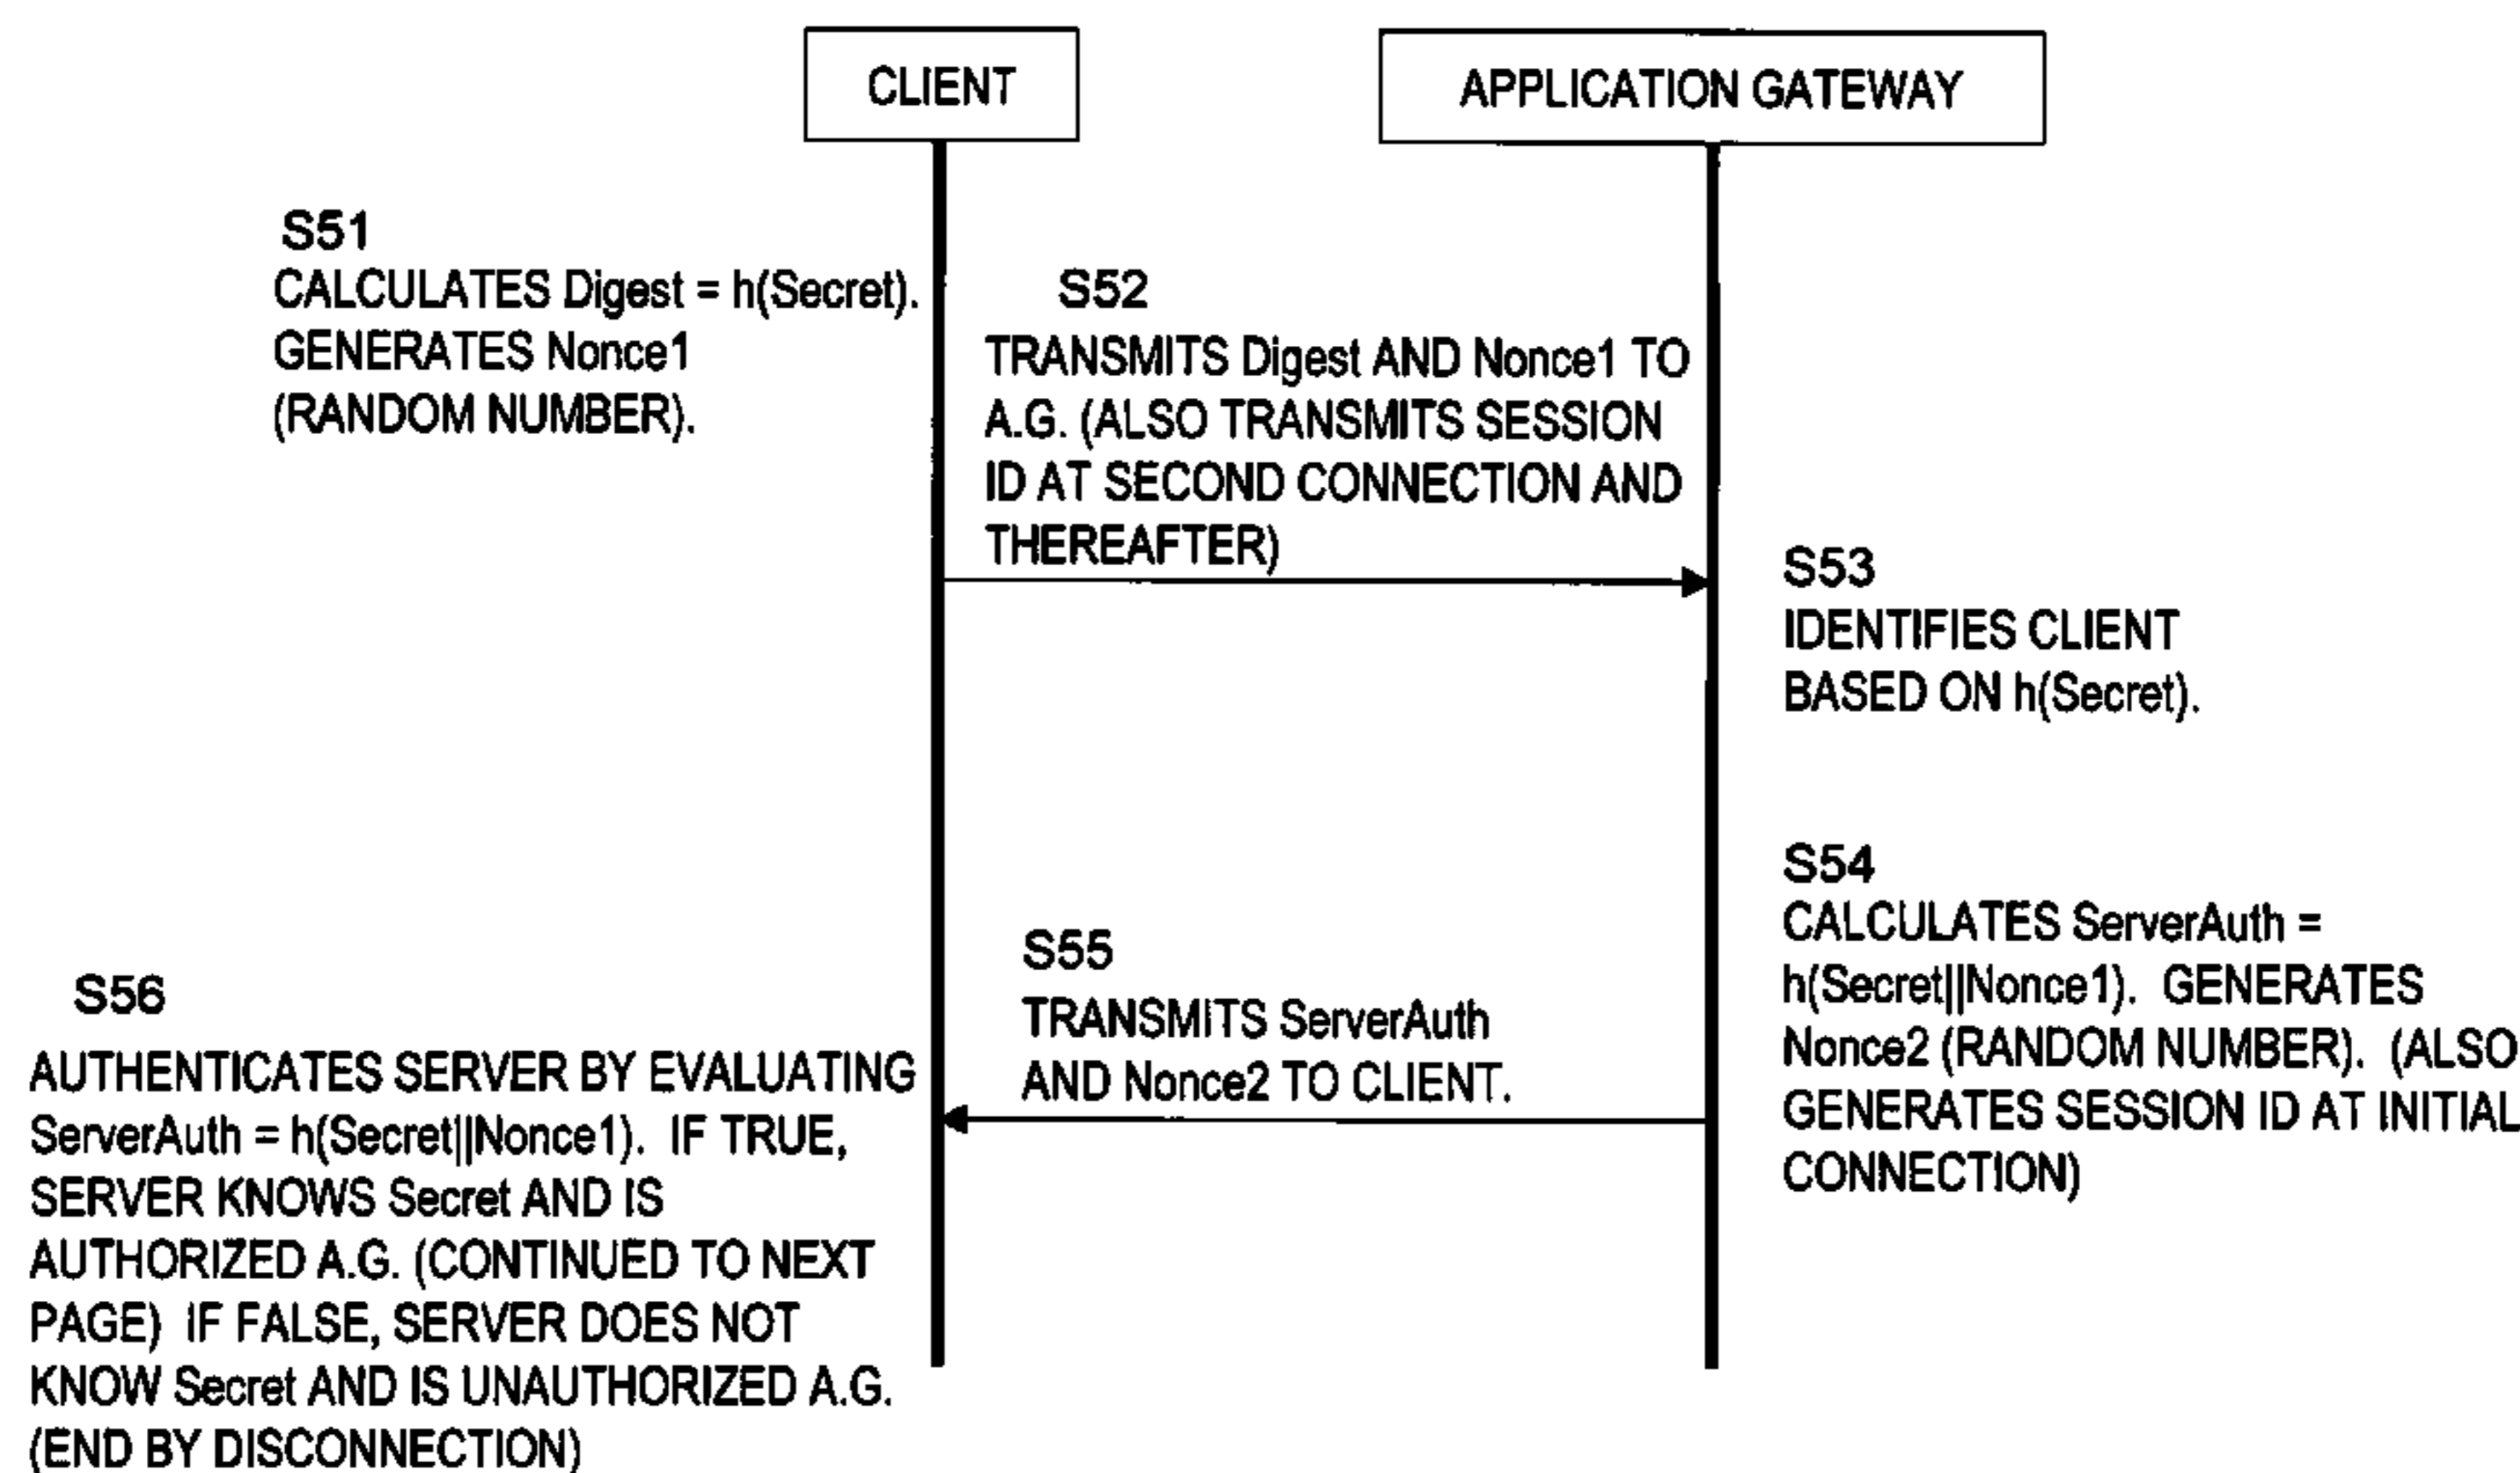 CLIENT
APPLICATION GATEWAY
S51
CALCULATES Digest = h(Secret).
GENERATES Nonce1
(RANDOM NUMBER).
S52
TRANSMITS Digest AND Nonce1 TO
A.G. (ALSO TRANSMITS SESSION
ID AT SECOND CONNECTION AND
THEREAFTER)
S53
IDENTIFIES CLIENT
BASED ON h(Secret).
S54
CALCULATES ServerAuth =
h(Secret||Nonce1). GENERATES
Nonce2 (RANDOM NUMBER). (ALSO
GENERATES SESSION ID AT INITIAL
CONNECTION)
S55
TRANSMITS ServerAuth
AND Nonce2 TO CLIENT.
S56
AUTHENTICATES SERVER BY EVALUATING
ServerAuth = h(Secret||Nonce1). IF TRUE,
SERVER KNOWS Secret AND IS
AUTHORIZED A.G. (CONTINUED TO NEXT
PAGE) IF FALSE, SERVER DOES NOT
KNOW Secret AND IS UNAUTHORIZED A.G.
(END BY DISCONNECTION)